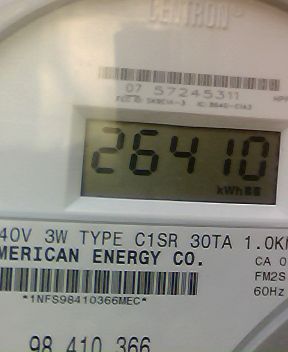 CENTRON®
07 57245311
26410
kWh
40V 3W TYPE C1SR 30TA 1.0K
MERICAN ENERGY CO.
CA 0
FM2S
60Hz
*1NFS98410366MEC*
98 410 366